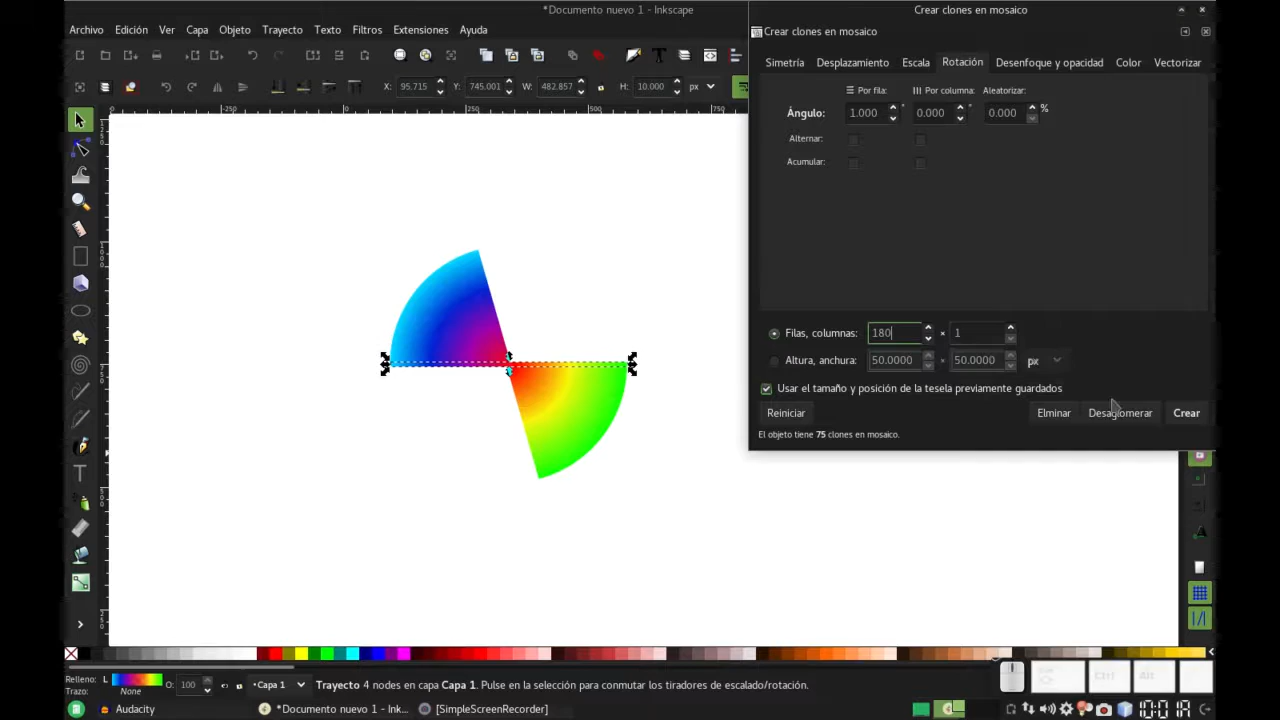 *Documento nuevo 1 - Inkscape
Crear clones en mosaico
Archivo Edición Ver Capa Objeto Trayecto Texto Filtros Extensiones Ayuda
Crear clones en mosaico
Simetría Desplazamiento Escala Rotación Desenfoque y opacidad Color Vectorizar
X: 95.715 Y: 745.001 W: 482.857 H: 10.000 px
Por fila: Por columna: Aleatorizar:
Ángulo: 1.000 ° 0.000 ° 0.000 %
Alternar:
Acumular:
Filas, columnas: 180 × 1
Altura, anchura: 50.0000 × 50.0000 px
Usar el tamaño y posición de la tesela previamente guardados
Reiniciar Elminar Desaglomerar Crear
El objeto tiene 75 clones en mosaico.
Relleno: L O: 100 •Capa 1 Trayecto 4 nodos en capa Capa 1. Pulse en la selección para conmutar los tiradores de escalado/rotación.
Trazo: None
Ctrl Alt
Audacity *Documento nuevo 1 - Ink... [SimpleScreenRecorder]